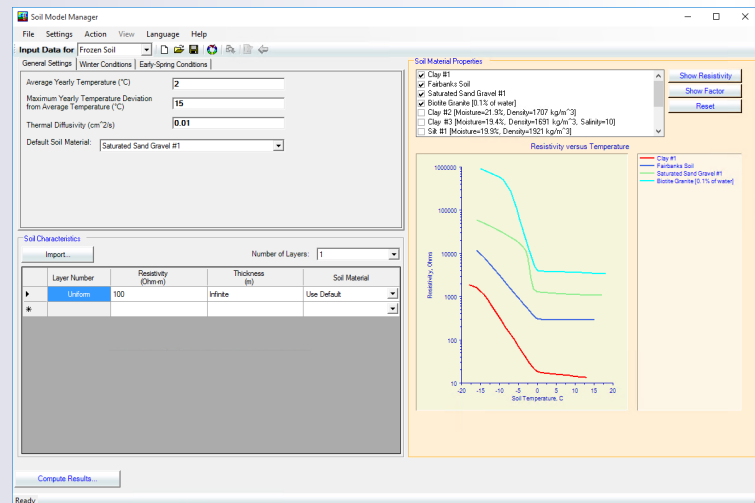 Soil Model Manager
File Settings Action View Language Help
Input Data for Frozen Soil
General Settings Winter Conditions Early-Spring Conditions
Average Yearly Temperature (°C) 2
Maximum Yearly Temperature Deviation
from Average Temperature (°C) 15
Thermal Diffusivity (cm^2/s) 0.01
Default Soil Material: Saturated Sand Gravel #1
Soil Characteristics
Import... Number of Layers: 1
Layer Number Resistivity (Ohm-m) Thickness (m) Soil Material
Uniform 100 Infinite Use Default
Compute Results...
Ready
Soil Material Properties
Clay #1
Fairbanks Soil
Saturated Sand Gravel #1
Biotite Granite [0.1% of water]
Clay #2 [Moisture=21.9%, Density=1707 kg/m^3]
Clay #3 [Moisture=19.4%, Density=1691 kg/m^3, Salinity=10]
Silt #1 [Moisture=19.9%, Density=1921 kg/m^3]
Show Resistivity
Show Factor
Reset
Resistivity versus Temperature
1000000
100000
10000
1000
100
10
Resistivity, Ohms
-20 -15 -10 -5 0 5 10 15 20
Soil Temperature, C
Clay #1
Fairbanks Soil
Saturated Sand Gravel #1
Biotite Granite [0.1% of water]